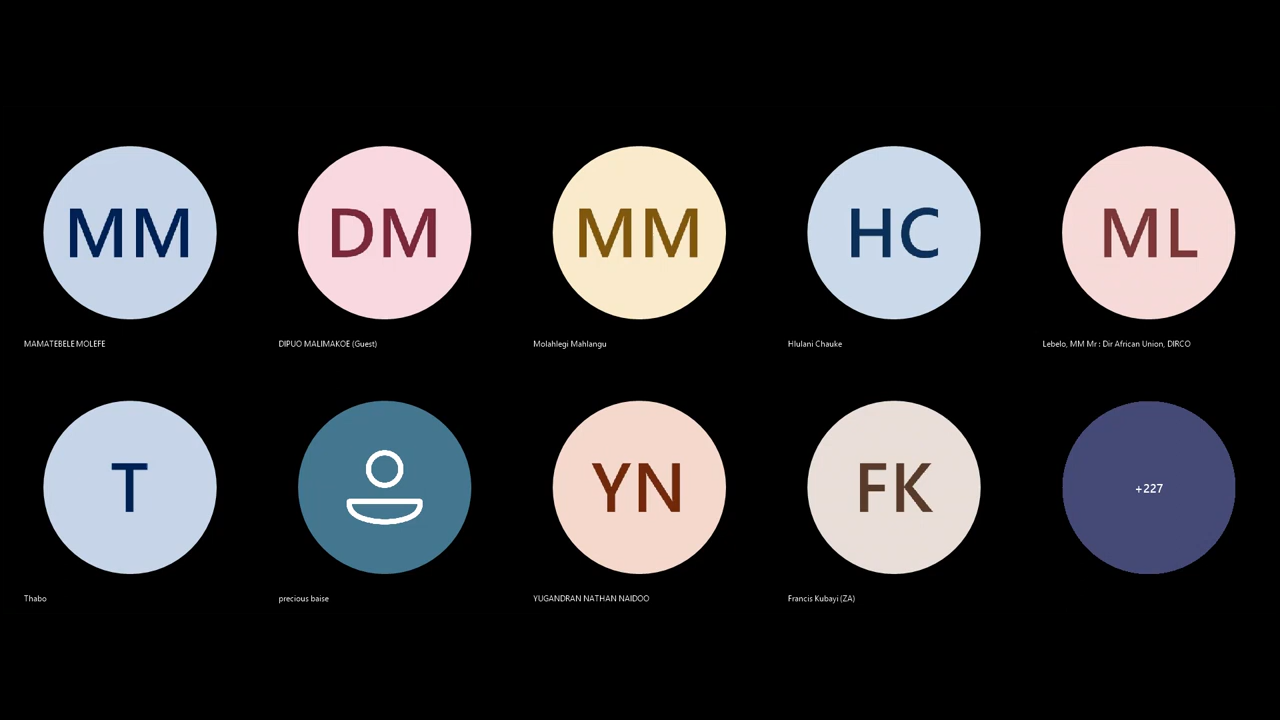 MM
DM
MM
HC
ML
MAMATEBELE MOLEFE
DIPUO MALIMAKOE (Guest)
Molahlegi Mahlangu
Hlulani Chauke
Lebelo, MM Mr : Dir African Union, DIRCO
T
YN
FK
+227
Thabo
precious baise
YUGANDRAN NATHAN NAIDOO
Francis Kubayi (ZA)